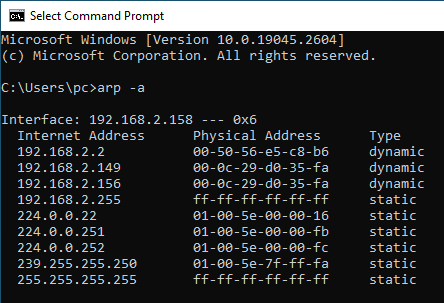 Select Command Prompt
Microsoft Windows [Version 10.0.19045.2604]
(c) Microsoft Corporation. All rights reserved.
C:\Users\pc>arp -a
Interface: 192.168.2.158 --- 0x6
Internet Address Physical Address Type
192.168.2.2 00-50-56-e5-c8-b6 dynamic
192.168.2.149 00-0c-29-d0-35-fa dynamic
192.168.2.156 00-0c-29-d0-35-fa dynamic
192.168.2.255 ff-ff-ff-ff-ff-ff static
224.0.0.22 01-00-5e-00-00-16 static
224.0.0.251 01-00-5e-00-00-fb static
224.0.0.252 01-00-5e-00-00-fc static
239.255.255.250 01-00-5e-7f-ff-fa static
255.255.255.255 ff-ff-ff-ff-ff-ff static